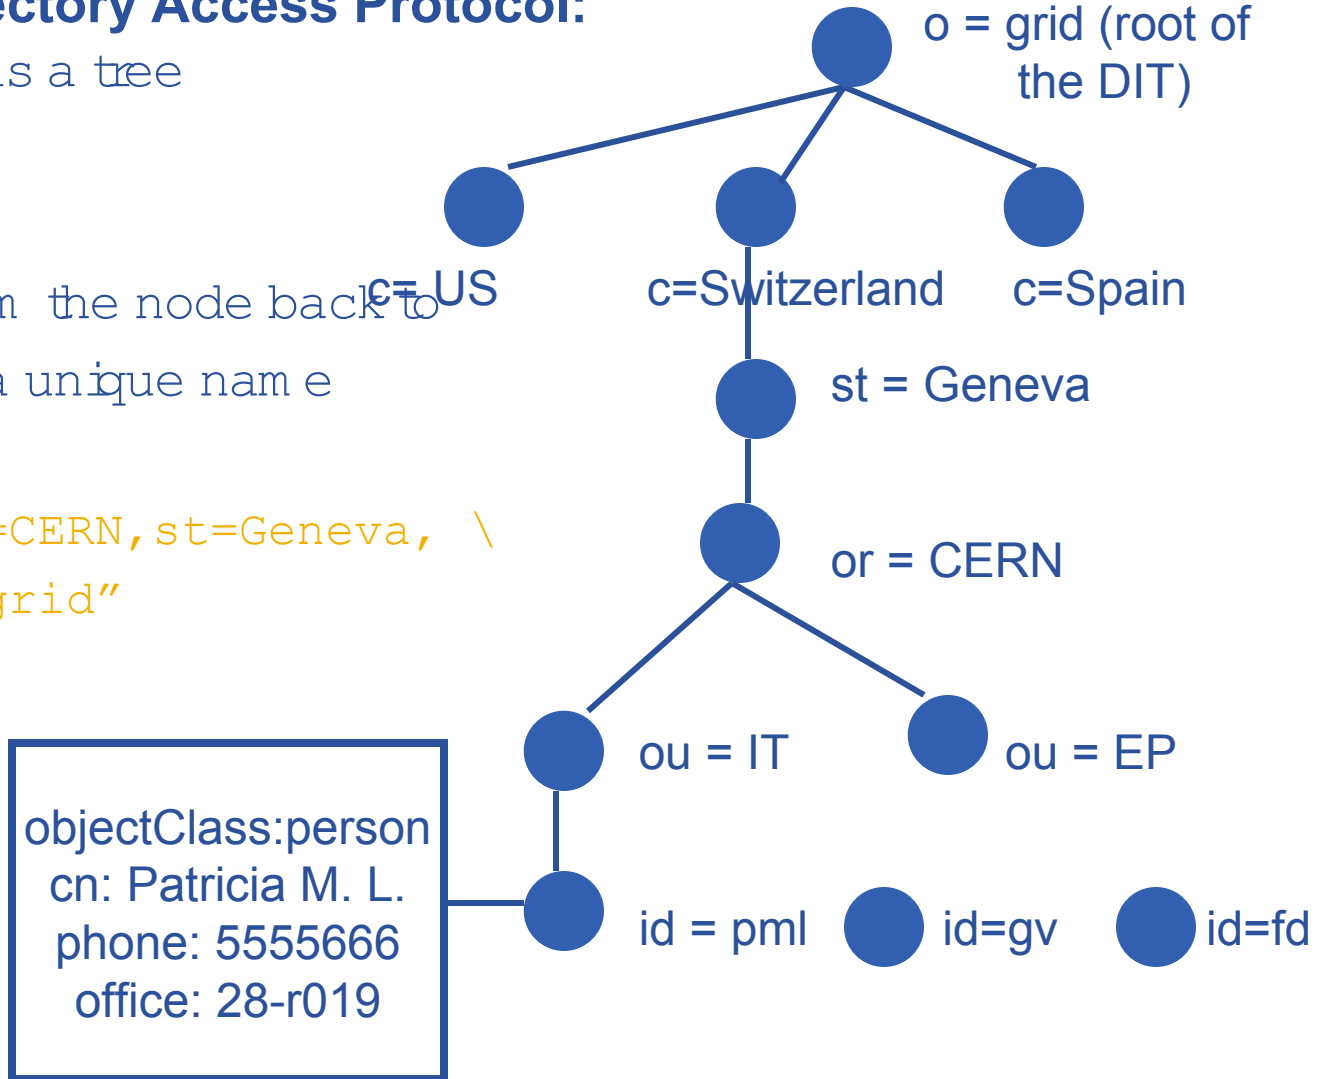 ectory Access Protocol:
is a tree
m the node back to
a unique name
=CERN,st=Geneva, \
grid”
o = grid (root of
the DIT)
c= US
c=Switzerland
c=Spain
st = Geneva
or = CERN
ou = IT
ou = EP
objectClass:person
cn: Patricia M. L.
phone: 5555666
office: 28-r019
id = pml
id=gv
id=fd